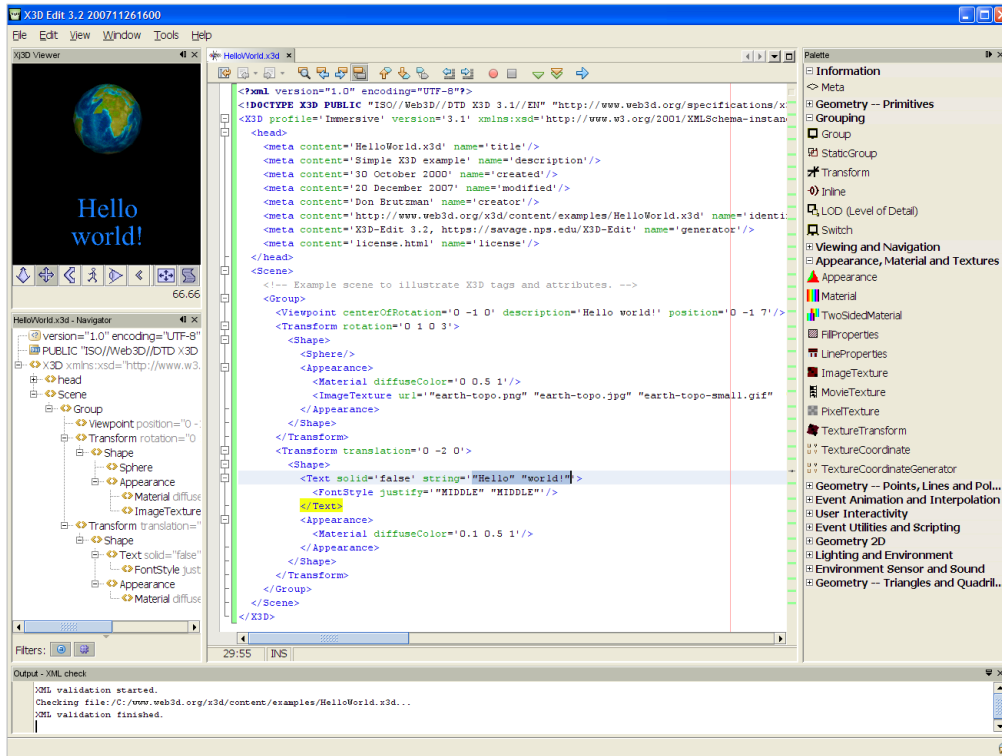 X3D Edit 3.2 200711261600
File Edit View Window Tools Help
Xj3D Viewer
Hello
world!
66.66
HelloWorld.x3d - Navigator
version="1.0" encoding="UTF-8"
PUBLIC "ISO//Web3D//DTD X3D
X3D xmlns:xsd="http://www.w3.
head
Scene
Group
Viewpoint position="0 -
Transform rotation="0
Shape
Sphere
Appearance
Material diffuse
ImageTexture
Transform translation="
Shape
Text solid="false"
FontStyle just
Appearance
Material diffuse
Filters:
HelloWorld.x3d
<?xml version="1.0" encoding="UTF-8"?>
<!DOCTYPE X3D PUBLIC "ISO//Web3D//DTD X3D 3.1//EN" "http://www.web3d.org/specifications/x
<X3D profile='Immersive' version='3.1' xmlns:xsd='http://www.w3.org/2001/XMLSchema-instan
<head>
<meta content='HelloWorld.x3d' name='title'/>
<meta content='Simple X3D example' name='description'/>
<meta content='30 October 2000' name='created'/>
<meta content='20 December 2007' name='modified'/>
<meta content='Don Brutzman' name='creator'/>
<meta content='http://www.web3d.org/x3d/content/examples/HelloWorld.x3d' name='identi
<meta content='X3D-Edit 3.2, https://savage.nps.edu/X3D-Edit' name='generator'/>
<meta content='license.html' name='license'/>
</head>
<Scene>
<!-- Example scene to illustrate X3D tags and attributes. -->
<Group>
<Viewpoint centerOfRotation='0 -1 0' description='Hello world!' position='0 -1 7'/>
<Transform rotation='0 1 0 3'>
<Shape>
<Sphere/>
<Appearance>
<Material diffuseColor='0 0.5 1'/>
<ImageTexture url='"earth-topo.png" "earth-topo.jpg" "earth-topo-small.gif"
</Appearance>
</Shape>
</Transform>
<Transform translation='0 -2 0'>
<Shape>
<Text solid='false' string='"Hello" "world!"'>
<FontStyle justify='"MIDDLE" "MIDDLE"'/>
</Text>
<Appearance>
<Material diffuseColor='0.1 0.5 1'/>
</Appearance>
</Shape>
</Transform>
</Group>
</Scene>
</X3D>
29:55 INS
Palette
Information
Meta
Geometry -- Primitives
Grouping
Group
StaticGroup
Transform
Inline
LOD (Level of Detail)
Switch
Viewing and Navigation
Appearance, Material and Textures
Appearance
Material
TwoSidedMaterial
FillProperties
LineProperties
ImageTexture
MovieTexture
PixelTexture
TextureTransform
TextureCoordinate
TextureCoordinateGenerator
Geometry -- Points, Lines and Pol...
Event Animation and Interpolation
User Interactivity
Event Utilities and Scripting
Geometry 2D
Lighting and Environment
Environment Sensor and Sound
Geometry -- Triangles and Quadril...
Output - XML check
XML validation started.
Checking file:/C:/www.web3d.org/x3d/content/examples/HelloWorld.x3d...
XML validation finished.